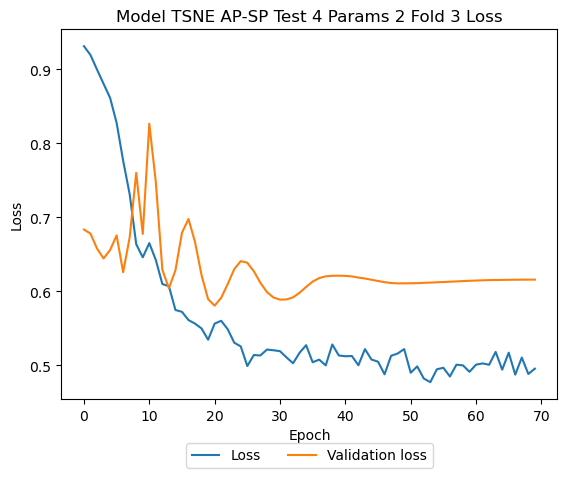 Model TSNE AP-SP Test 4 Params 2 Fold 3 Loss
Loss
0.9
0.8
0.7
0.6
0.5
0 10 20 30 40 50 60 70
Epoch
Loss Validation loss